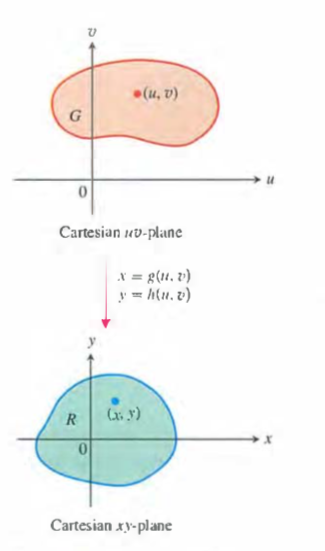 v
(u, v)
G
u
0
Cartesian uv-plane
x = g(u, v)
y = h(u, v)
y
R
(x, y)
x
0
Cartesian xy-plane